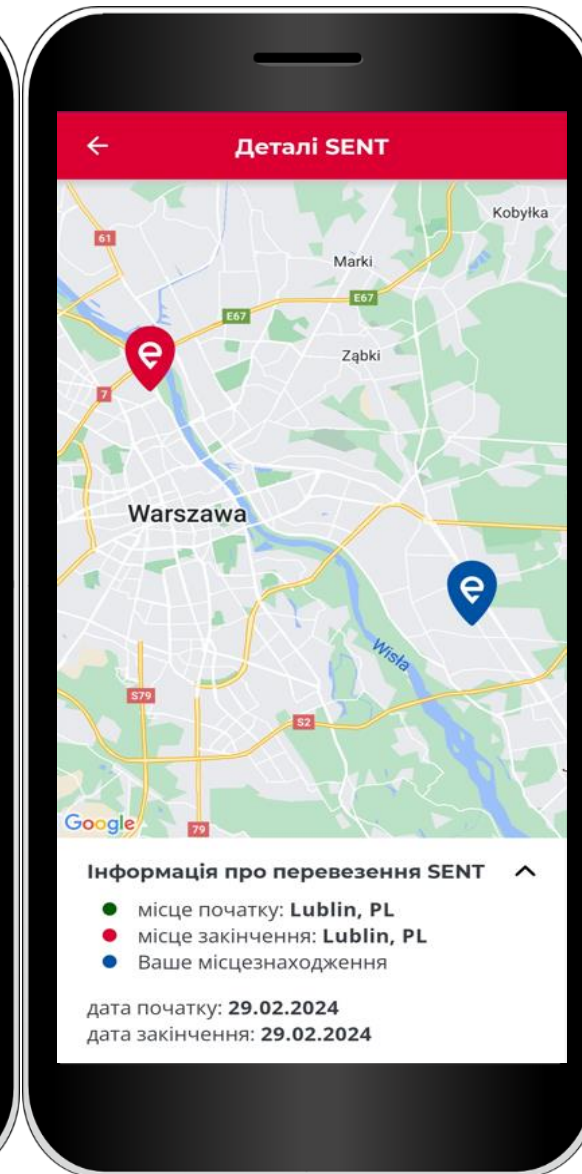 Деталі SENT
Kobyłka
61
Marki
E67
E67
Ząbki
7
Warszawa
Wisła
S79
S2
Google
79
Інформація про перевезення SENT
місце початку: Lublin, PL
місце закінчення: Lublin, PL
Ваше місцезнаходження
дата початку: 29.02.2024
дата закінчення: 29.02.2024